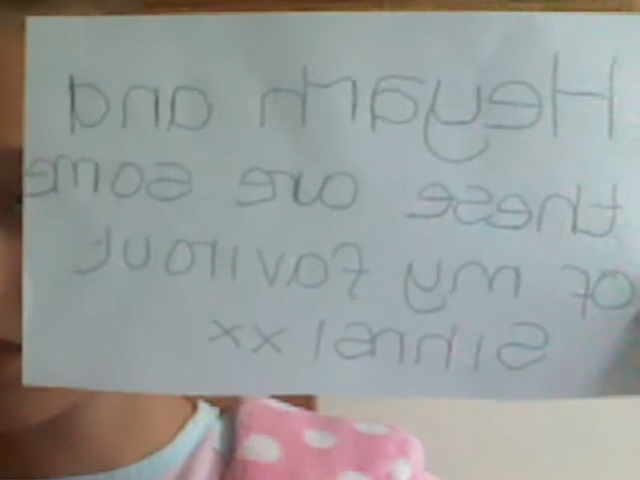 Heyarh and
these are some
of my Favirout
xx